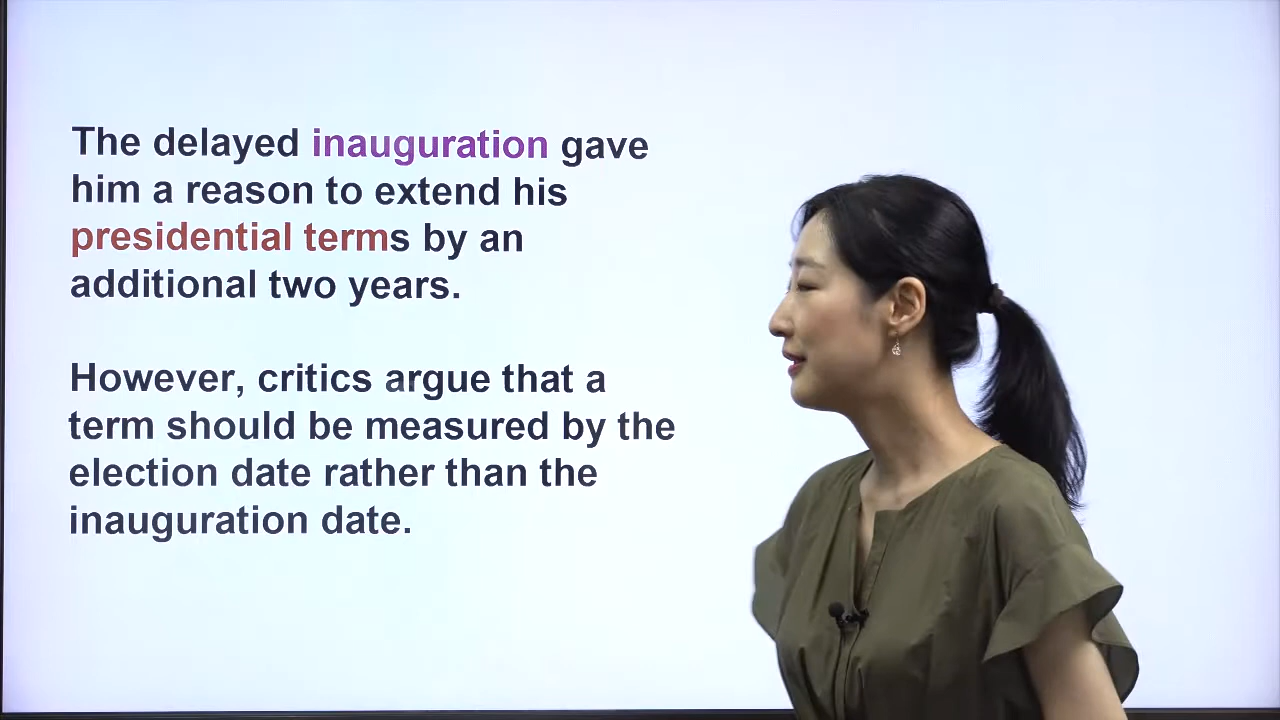 The delayed inauguration gave
him a reason to extend his
presidential terms by an
additional two years.
However, critics argue that a
term should be measured by the
election date rather than the
inauguration date.